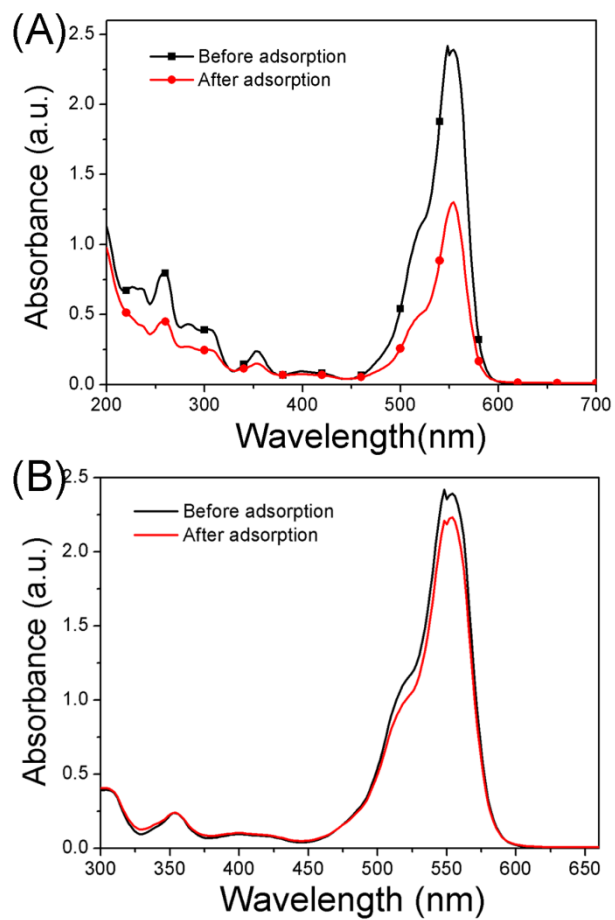 (A)
Before adsorption
After adsorption
Absorbance (a.u.)
2.5
2.0
1.5
1.0
0.5
0.0
200 300 400 500 600 700
Wavelength(nm)
(B)
Before adsorption
After adsorption
Absorbance (a.u.)
2.5
2.0
1.5
1.0
0.5
0.0
300 350 400 450 500 550 600 650
Wavelength (nm)